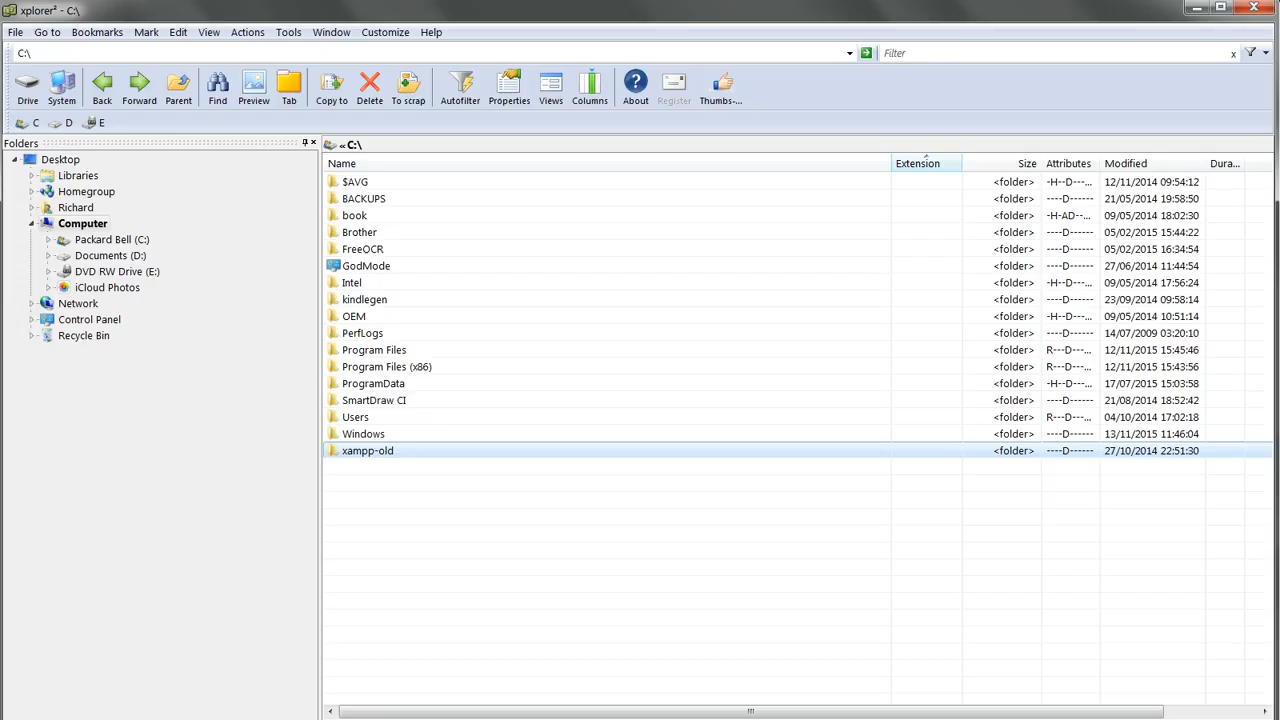 xplorer² - C:\
File Go to Bookmarks Mark Edit View Actions Tools Window Customize Help
C:\ Filter x
Drive System Back Forward Parent Find Preview Tab Copy to Delete To scrap Autofilter Properties Views Columns About Register Thumbs-...
C D E
Folders
Desktop
Libraries
Homegroup
Richard
Computer
Packard Bell (C:)
Documents (D:)
DVD RW Drive (E:)
iCloud Photos
Network
Control Panel
Recycle Bin
« C:\
Name Extension Size Attributes Modified Dura...
$AVG <folder> -H--D---... 12/11/2014 09:54:12
BACKUPS <folder> ----D------ 21/05/2014 19:58:50
book <folder> -H-AD--... 09/05/2014 18:02:30
Brother <folder> ----D------ 05/02/2015 15:44:22
FreeOCR <folder> ----D------ 05/02/2015 16:34:54
GodMode <folder> ----D------ 27/06/2014 11:44:54
Intel <folder> -H--D---... 09/05/2014 17:56:24
kindlegen <folder> ----D------ 23/09/2014 09:58:14
OEM <folder> -H--D---... 09/05/2014 10:51:14
PerfLogs <folder> ----D------ 14/07/2009 03:20:10
Program Files <folder> R---D---... 12/11/2015 15:45:46
Program Files (x86) <folder> R---D---... 12/11/2015 15:43:56
ProgramData <folder> -H--D---... 17/07/2015 15:03:58
SmartDraw CI <folder> ----D------ 21/08/2014 18:52:42
Users <folder> R---D---... 04/10/2014 17:02:18
Windows <folder> ----D------ 13/11/2015 11:46:04
xampp-old <folder> ----D------ 27/10/2014 22:51:30